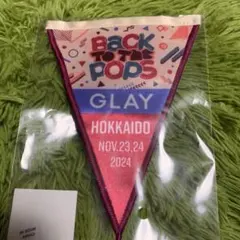 BACK
TO THE
POPS
GLAY
HOKKAIDO
NOV.23,24
2024